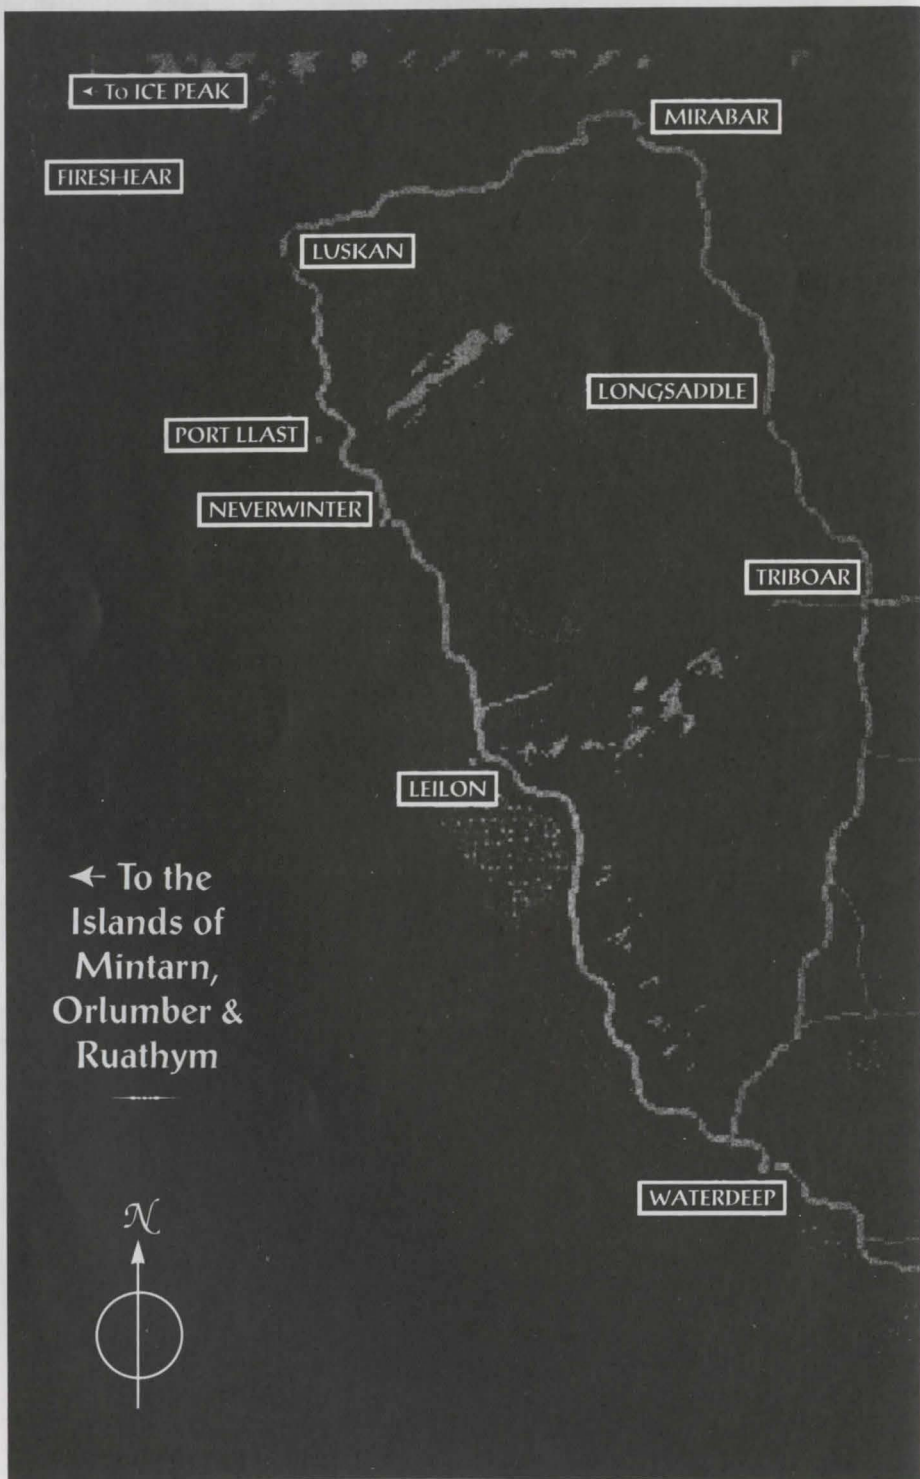 To ICE PEAK
MIRABAR
FIRESHEAR
LUSKAN
LONGSADDLE
PORT LLAST
NEVERWINTER
TRIBOAR
LEILON
To the
Islands of
Mintarn,
Orlumber &
Ruathym
WATERDEEP
N